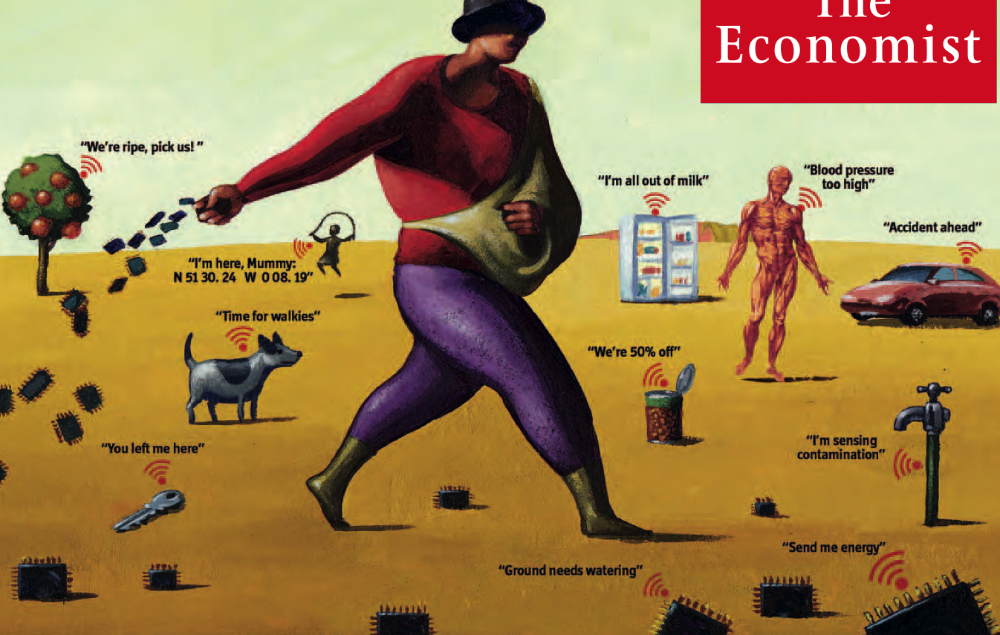 The
Economist
“We’re ripe, pick us! ”
“I’m all out of milk”
“Blood pressure
too high”
“Accident ahead”
“I’m here, Mummy:
N 51 30. 24 W 0 08. 19”
“Time for walkies”
“We’re 50% off”
“I’m sensing
contamination”
“You left me here”
“Send me energy”
“Ground needs watering”